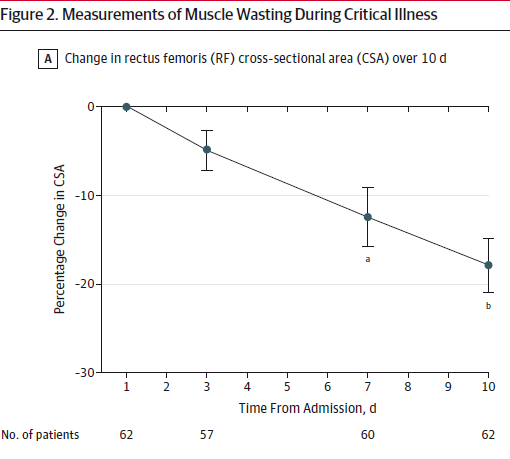 Figure 2. Measurements of Muscle Wasting During Critical Illness
A Change in rectus femoris (RF) cross-sectional area (CSA) over 10 d
Percentage Change in CSA
0
-10
-20
-30
a
b
1 2 3 4 5 6 7 8 9 10
Time From Admission, d
No. of patients 62 57 60 62